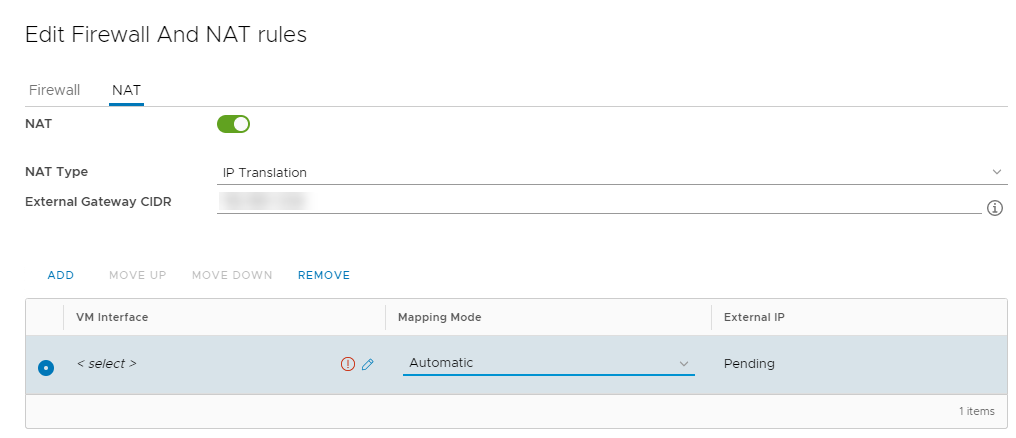 Edit Firewall And NAT rules
Firewall NAT
NAT
NAT Type IP Translation
External Gateway CIDR
ADD MOVE UP MOVE DOWN REMOVE
VM Interface Mapping Mode External IP
< select > Automatic Pending
1 items